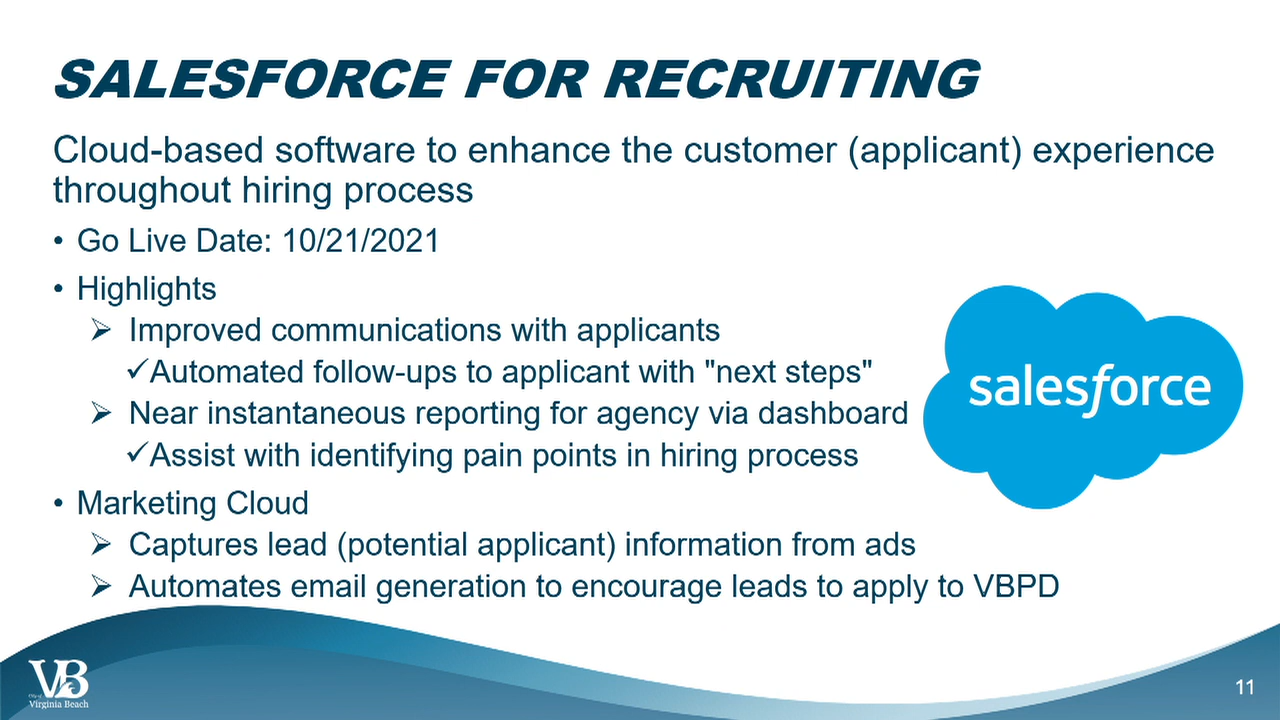 SALESFORCE FOR RECRUITING
Cloud-based software to enhance the customer (applicant) experience
throughout hiring process
• Go Live Date: 10/21/2021
• Highlights
➢ Improved communications with applicants
✓Automated follow-ups to applicant with "next steps"
➢ Near instantaneous reporting for agency via dashboard
✓Assist with identifying pain points in hiring process
salesforce
• Marketing Cloud
➢ Captures lead (potential applicant) information from ads
➢ Automates email generation to encourage leads to apply to VBPD
VB
City of
Virginia Beach
11